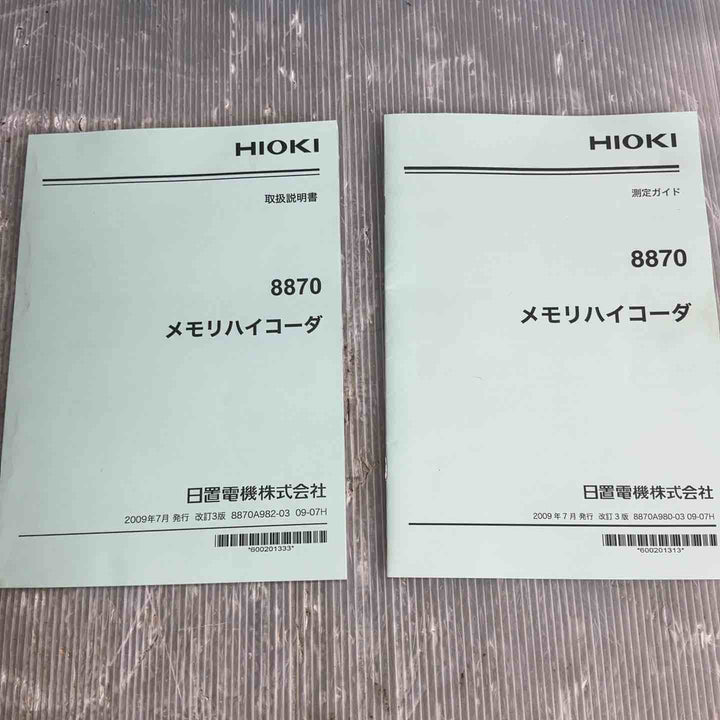 HIOKI
取扱説明書
8870
メモリハイコーダ
日置電機株式会社
2009年7月 発行 改訂3版 8870A982-03 09-07H
*600201333*
HIOKI
測定ガイド
8870
メモリハイコーダ
日置電機株式会社
2009年7月 発行 改訂3版 8870A980-03 09-07H
*600201313*